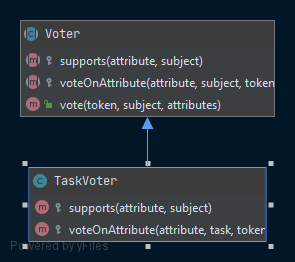 Voter
supports(attribute, subject)
voteOnAttribute(attribute, subject, token
vote(token, subject, attributes)
TaskVoter
supports(attribute, subject)
voteOnAttribute(attribute, task, token
Powered by yFiles